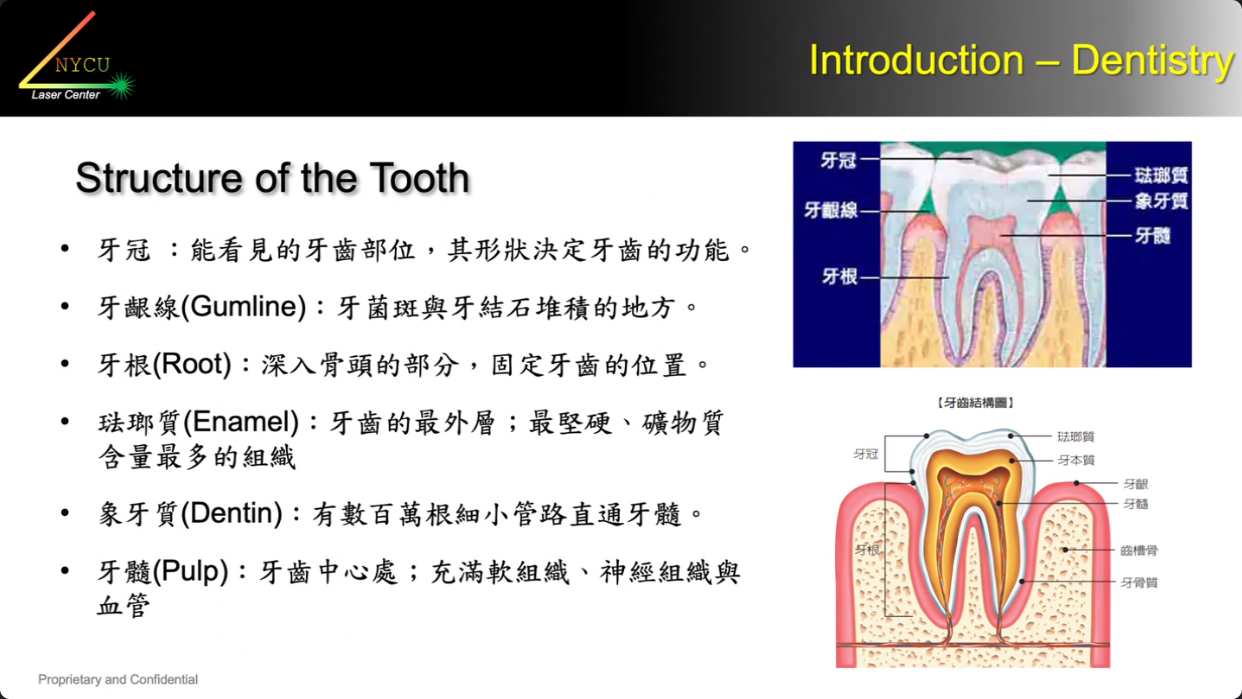 NYCU
Laser Center
Introduction – Dentistry
Structure of the Tooth
• 牙冠 ：能看見的牙齒部位，其形狀決定牙齒的功能。
• 牙齦線(Gumline)：牙菌斑與牙結石堆積的地方。
• 牙根(Root)：深入骨頭的部分，固定牙齒的位置。
• 琺瑯質(Enamel)：牙齒的最外層；最堅硬、礦物質
含量最多的組織
• 象牙質(Dentin)：有數百萬根細小管路直通牙髓。
• 牙髓(Pulp)：牙齒中心處；充滿軟組織、神經組織與
血管
牙冠
牙齦線
牙根
琺瑯質
象牙質
牙髓
【牙齒結構圖】
牙冠
牙根
琺瑯質
牙本質
牙齦
牙髓
齒槽骨
牙骨質
Proprietary and Confidential